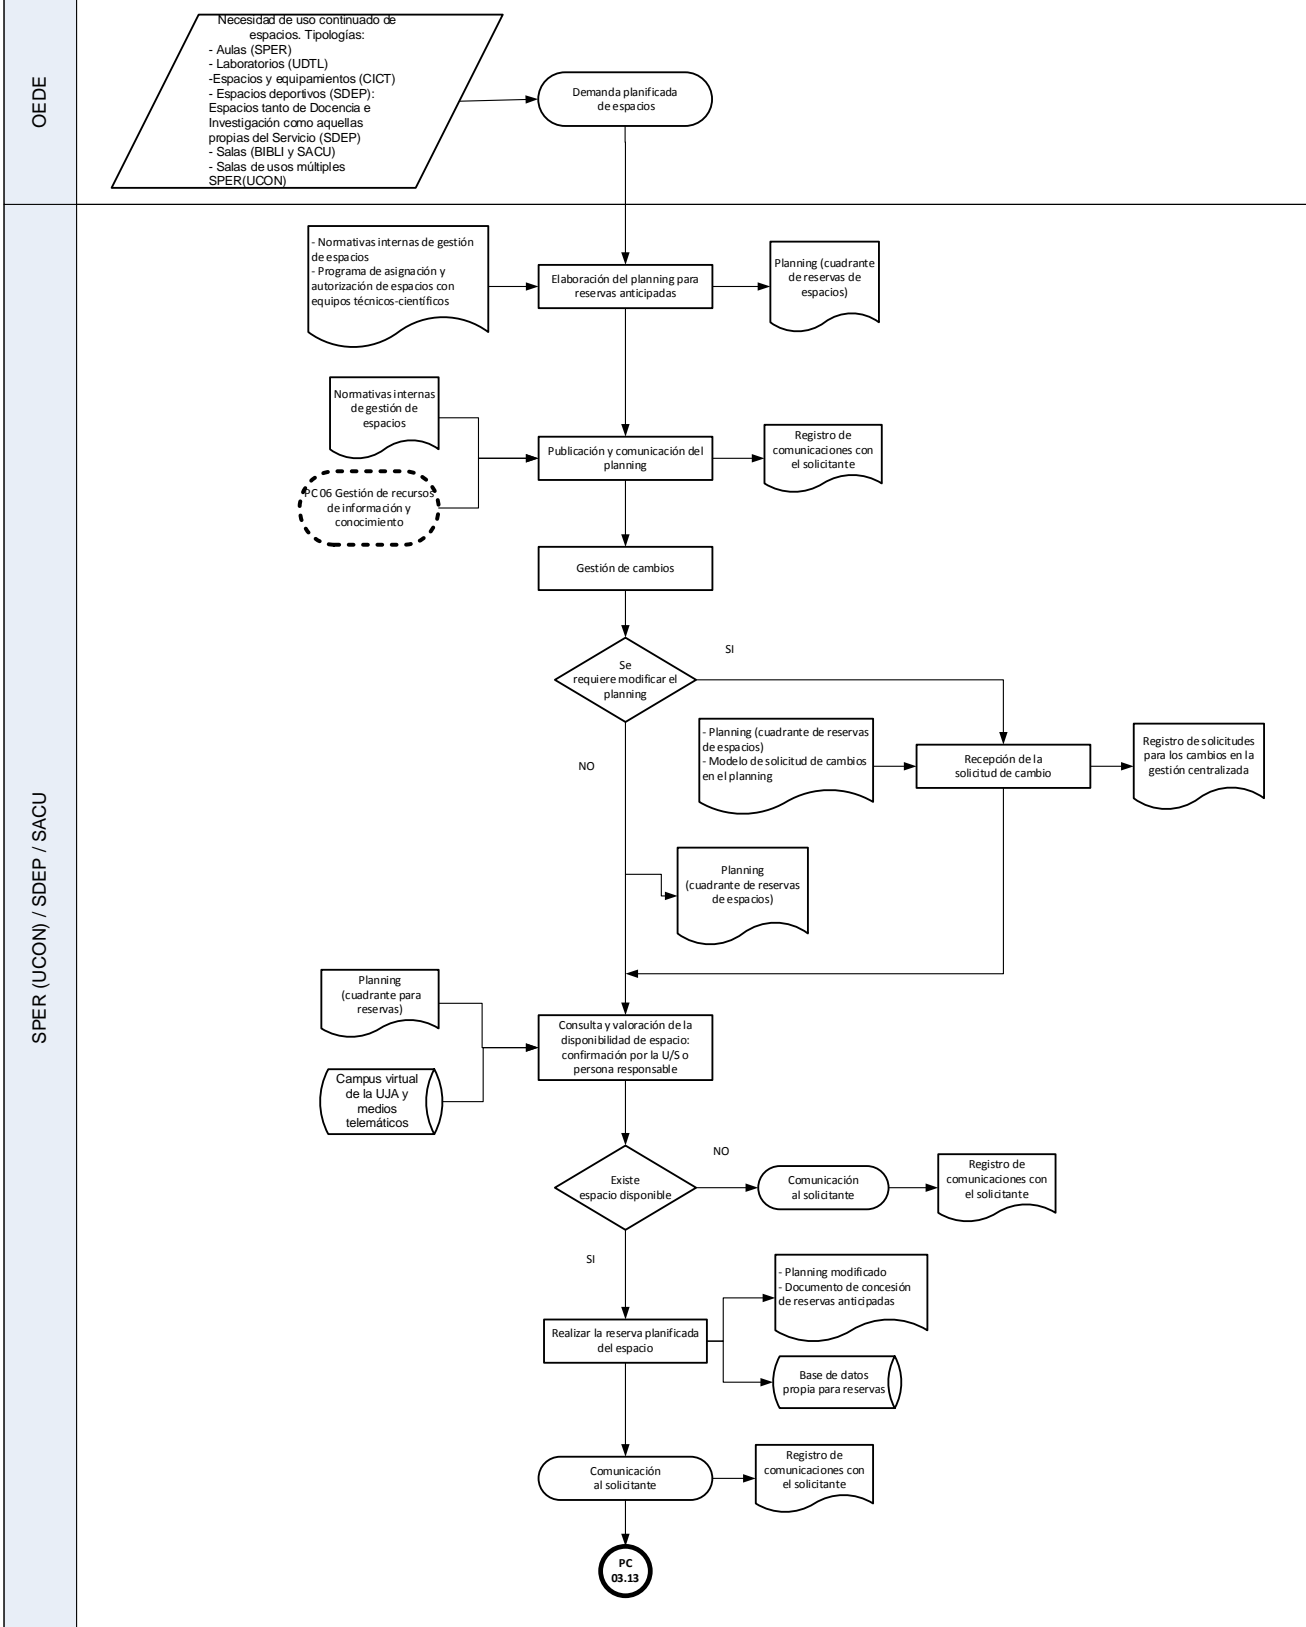 OEDE
Necesidad de uso continuado de
espacios. Tipologías:
- Aulas (SPER)
- Laboratorios (UDTL)
-Espacios y equipamientos (CICT)
- Espacios deportivos (SDEP):
Espacios tanto de Docencia e
Investigación como aquellas
propias del Servicio (SDEP)
- Salas (BIBLI y SACU)
- Salas de usos múltiples
SPER(UCON)
Demanda planificada
de espacios
SPER (UCON) / SDEP / SACU
- Normativas internas de gestión
de espacios
- Programa de asignación y
autorización de espacios con
equipos técnicos-científicos
Elaboración del planning para
reservas anticipadas
Planning (cuadrante
de reservas de
espacios)
Normativas internas
de gestión de
espacios
PC 06 Gestión de recursos
de información y
conocimiento
Publicación y comunicación del
planning
Registro de
comunicaciones con
el solicitante
Gestión de cambios
Se
requiere modificar el
planning
SI
NO
- Planning (cuadrante de reservas
de espacios)
- Modelo de solicitud de cambios
en el planning
Recepción de la
solicitud de cambio
Registro de solicitudes
para los cambios en la
gestión centralizada
Planning
(cuadrante de reservas
de espacios)
Planning
(cuadrante para
reservas)
Campus virtual
de la UJA y
medios
telemáticos
Consulta y valoración de la
disponibilidad de espacio:
confirmación por la U/S o
persona responsable
Existe
espacio disponible
NO
Comunicación
al solicitante
Registro de
comunicaciones con
el solicitante
SI
Realizar la reserva planificada
del espacio
- Planning modificado
- Documento de concesión
de reservas anticipadas
Base de datos
propia para reservas
Comunicación
al solicitante
Registro de
comunicaciones con
el solicitante
PC
03.13